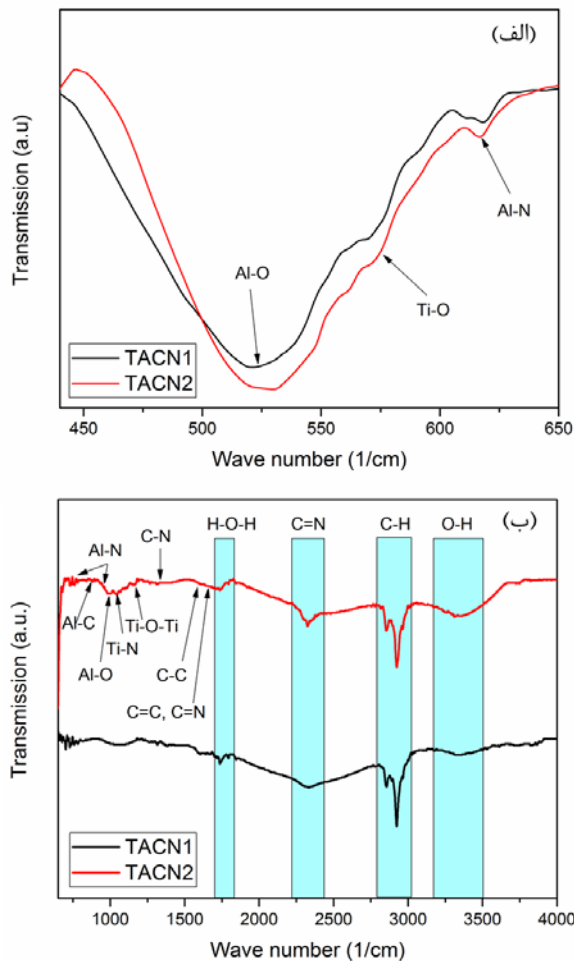 (الف)
Transmission (a.u)
Al-O
Al-N
Ti-O
TACN1
TACN2
450 500 550 600 650
Wave number (1/cm)
(ب)
H-O-H C=N C-H O-H
Transmission (a.u.)
C-N
Al-N
Al-C
Ti-O-Ti
Ti-N
Al-O
C-C
C=C, C=N
TACN1
TACN2
1000 1500 2000 2500 3000 3500 4000
Wave number (1/cm)